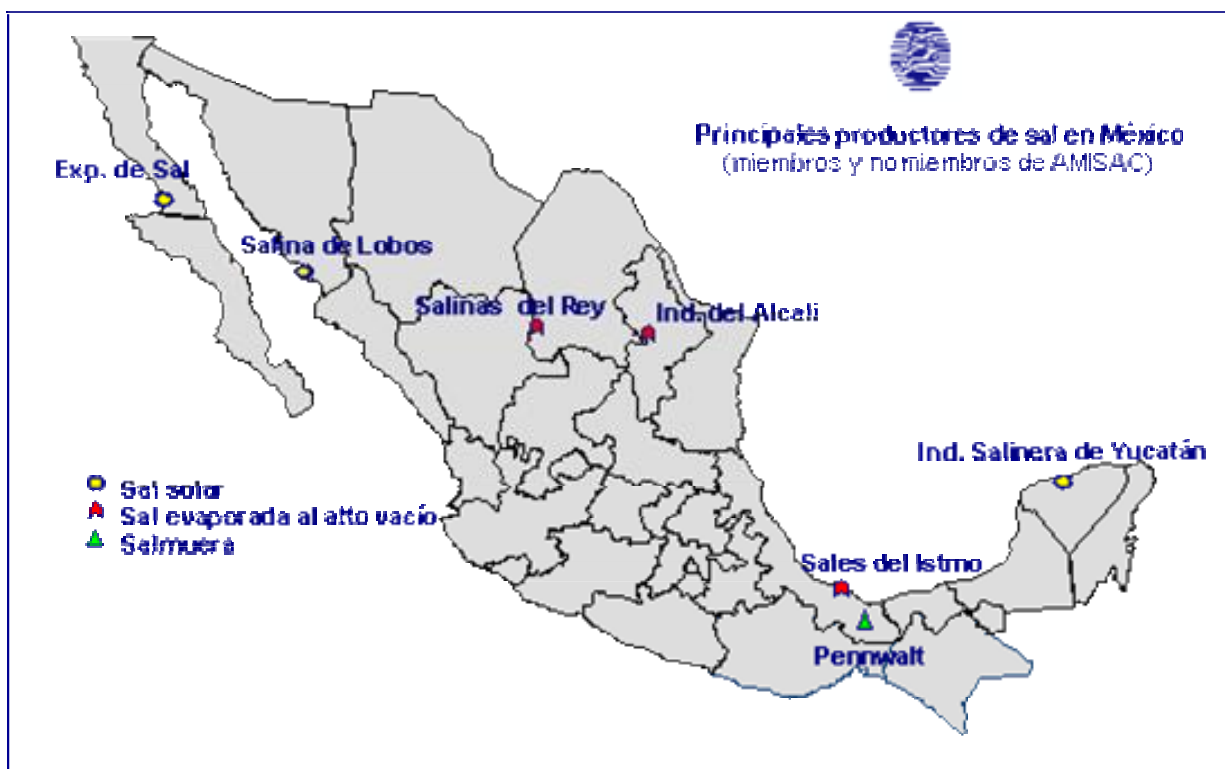 Principales productores de sal en México
(miembros y no miembros de AMISAC)
Exp. de Sal
Salina de Lobos
Salinas del Rey
Ind. del Alcali
Ind. Salinera de Yucatán
Sal solar
Sal evaporada al alto vacío
Salmuera
Sales del Istmo
Pennwalt